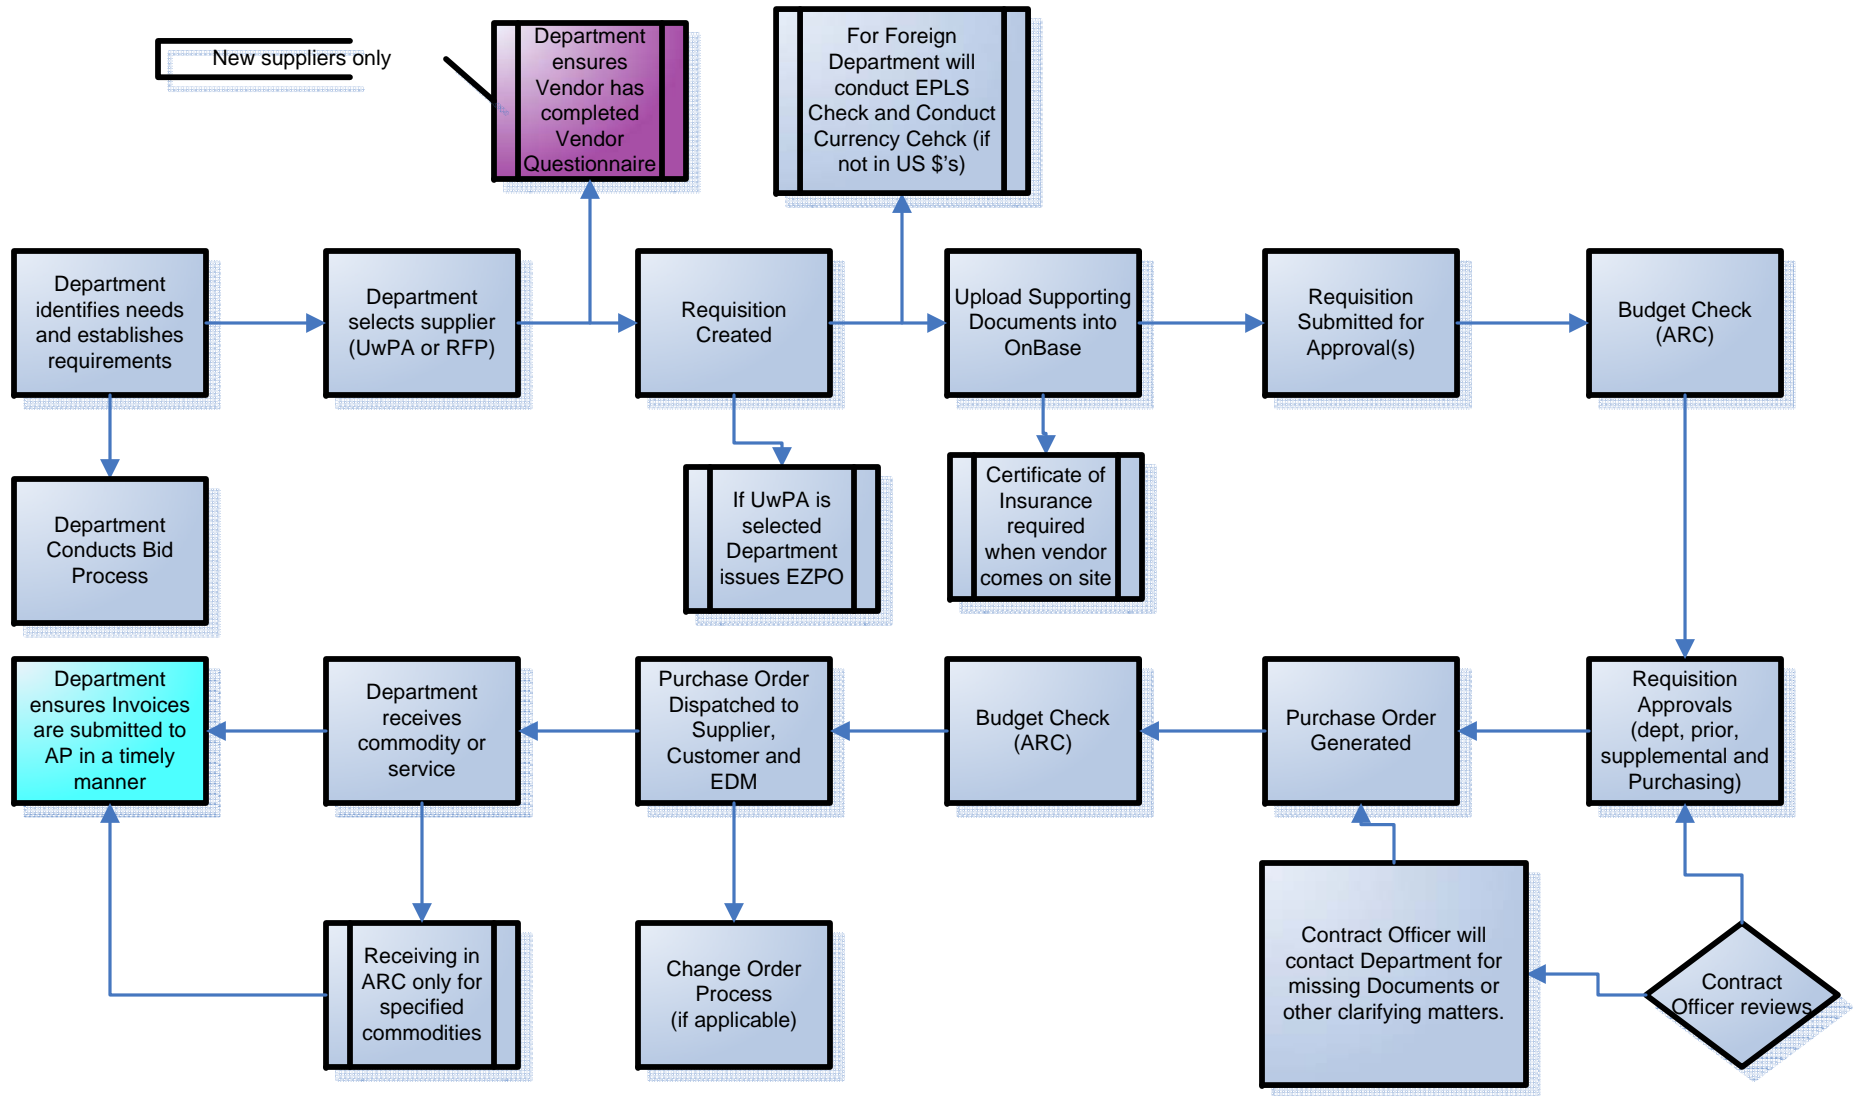 New suppliers only
Department
ensures
Vendor has
completed
Vendor
Questionnaire
For Foreign
Department will
conduct EPLS
Check and Conduct
Currency Cehck (if
not in US $'s)
Department
identifies needs
and establishes
requirements
Department
selects supplier
(UwPA or RFP)
Requisition
Created
Upload Supporting
Documents into
OnBase
Requisition
Submitted for
Approval(s)
Budget Check
(ARC)
Department
Conducts Bid
Process
If UwPA is
selected
Department
issues EZPO
Certificate of
Insurance
required
when vendor
comes on site
Department
ensures Invoices
are submitted to
AP in a timely
manner
Department
receives
commodity or
service
Purchase Order
Dispatched to
Supplier,
Customer and
EDM
Budget Check
(ARC)
Purchase Order
Generated
Requisition
Approvals
(dept, prior,
supplemental and
Purchasing)
Receiving in
ARC only for
specified
commodities
Change Order
Process
(if applicable)
Contract Officer will
contact Department for
missing Documents or
other clarifying matters.
Contract
Officer reviews